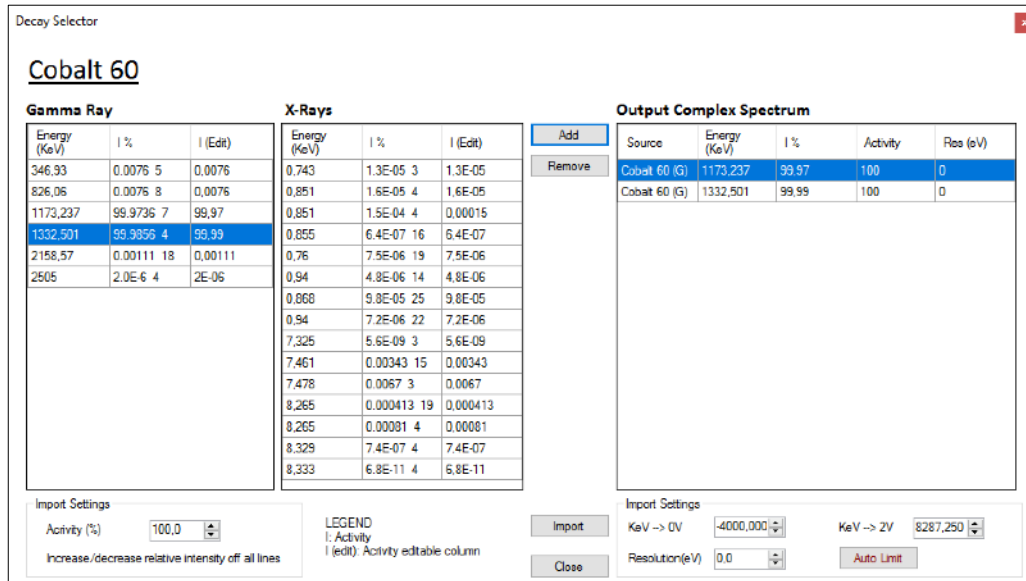 Decay Selector
Cobalt 60
Gamma Ray
Energy (KeV) I % I (Edit)
346,93 0.0076 5 0,0076
826,06 0.0076 8 0,0076
1173,237 99.9736 7 99,97
1332,501 99.9856 4 99,99
2158,57 0.00111 18 0,00111
2505 2.0E-6 4 2E-06
X-Rays
Energy (KeV) I % I (Edit)
0,743 1.3E-05 3 1.3E-05
0,851 1.6E-05 4 1,6E-05
0,851 1.5E-04 4 0,00015
0,855 6.4E-07 16 6,4E-07
0,76 7.5E-06 19 7,5E-06
0,94 4.8E-06 14 4,8E-06
0,868 9.8E-05 25 9,8E-05
0,94 7.2E-06 22 7,2E-06
7,325 5.6E-09 3 5,6E-09
7,461 0.00343 15 0,00343
7,478 0.0067 3 0,0067
8,265 0.000413 19 0,000413
8,265 0.00081 4 0,00081
8,329 7.4E-07 4 7,4E-07
8,333 6.8E-11 4 6,8E-11
Add
Remove
Output Complex Spectrum
Source Energy (KeV) I % Activity Res (eV)
Cobalt 60 (G) 1173,237 99,97 100 0
Cobalt 60 (G) 1332,501 99,99 100 0
Import Settings
Acrivity (%) 100,0
Increase/decrease relative intensity off all lines
LEGEND
I: Activity
I (edit): Acrivity editable column
Import
Close
Import Settings
KeV --> 0V -4000,000 KeV --> 2V 8287,250
Resolution(eV) 0,0 Auto Limit